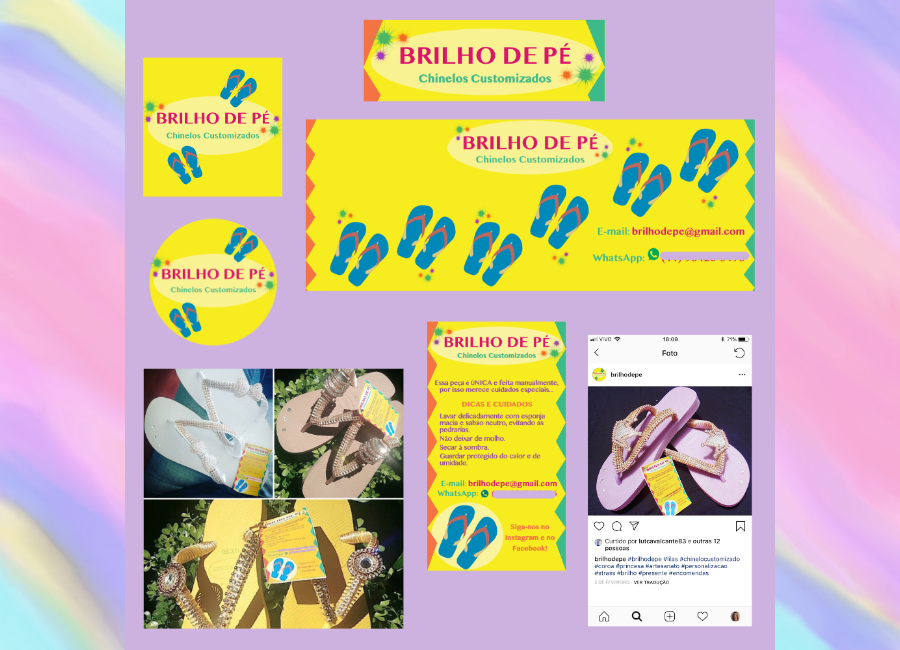 BRILHO DE PÉ
Chinelos Customizados
BRILHO DE PÉ
Chinelos Customizados
BRILHO DE PÉ
Chinelos Customizados
E-mail: brilhodepe@gmail.com
WhatsApp:
BRILHO DE PÉ
Chinelos Customizados
BRILHO DE PÉ
Chinelos Customizados
Essa peça é ÚNICA e feita manualmente,
por isso merece cuidados especiais...
DICAS E CUIDADOS
Lavar delicadamente com esponja
macia e sabão neutro, evitando as
pedrarias.
Não deixar de molho.
Secar à sombra.
Guardar protegido do calor e de
umidade.
E-mail: brilhodepe@gmail.com
WhatsApp:
Siga-nos no
Instagram e no
Facebook!
VIVO 18:09 71%
Foto
brilhodepe
BRILHO DE PÉ
Curtido por lutcavalcante83 e outras 12
pessoas
brilhodepe #brilhodepe #lilas #chinelocustomizado
#coroa #princesa #artesanato #personalizacao
#strass #brilho #presente #encomendas
5 DE FEVEREIRO · VER TRADUÇÃO